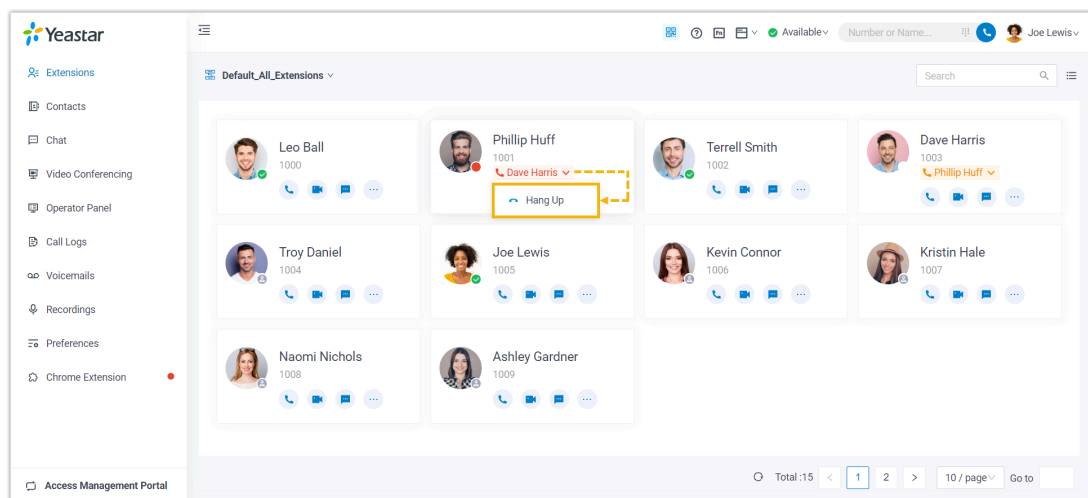 Yeastar
Available
Number or Name...
Joe Lewis
Extensions
Contacts
Chat
Video Conferencing
Operator Panel
Call Logs
Voicemails
Recordings
Preferences
Chrome Extension
Access Management Portal
Default_All_Extensions
Search
Leo Ball
1000
Phillip Huff
1001
Dave Harris
Hang Up
Terrell Smith
1002
Dave Harris
1003
Phillip Huff
Troy Daniel
1004
Joe Lewis
1005
Kevin Connor
1006
Kristin Hale
1007
Naomi Nichols
1008
Ashley Gardner
1009
Total:15 < 1 2 > 10 / page Go to